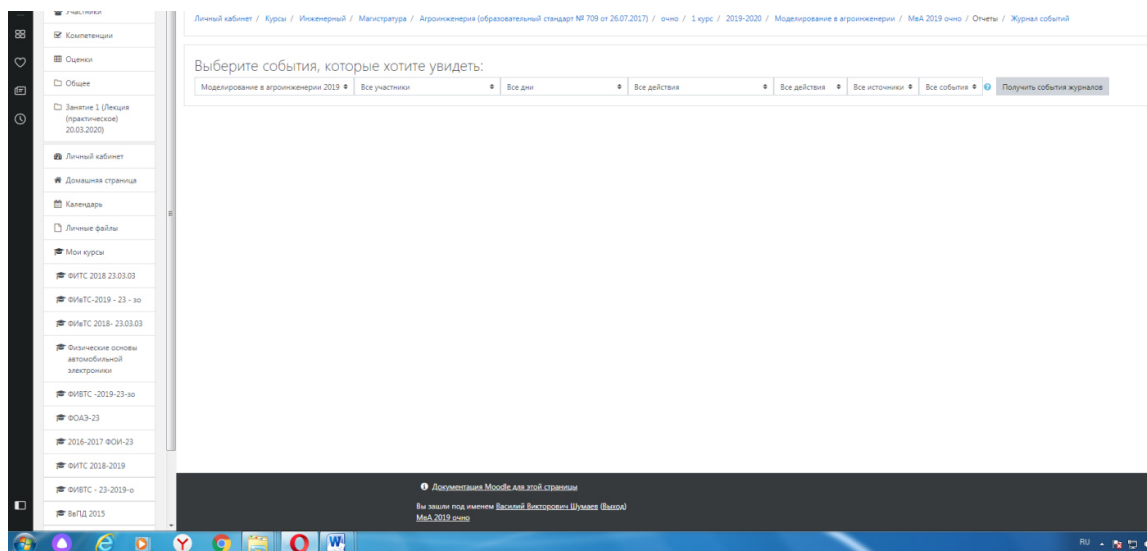 Участники
Компетенции
Оценки
Общее
Занятие 1 (Лекция
(практическое)
20.03.2020)
Личный кабинет
Домашняя страница
Календарь
Личные файлы
Мои курсы
ФИТС 2018 23.03.03
ФИвТС-2019 - 23 - зо
ФИвТС 2018- 23.03.03
Физические основы
автомобильной
электроники
ФИВТС -2019-23-зо
ФОАЭ-23
2016-2017 ФОИ-23
ФИТС 2018-2019
ФИВТС - 23-2019-о
ВвПД 2015
Личный кабинет / Курсы / Инженерный / Магистратура / Агроинженерия (образовательный стандарт № 709 от 26.07.2017) / очно / 1 курс / 2019-2020 / Моделирование в агроинженерии / МвА 2019 очно / Отчеты / Журнал событий
Выберите события, которые хотите увидеть:
Моделирование в агроинженерии 2019 Все участники Все дни Все действия Все действия Все источники Все события Получить события журналов
Документация Moodle для этой страницы
Вы зашли под именем Василий Викторович Шумаев (Выход)
МвА 2019 очно
RU